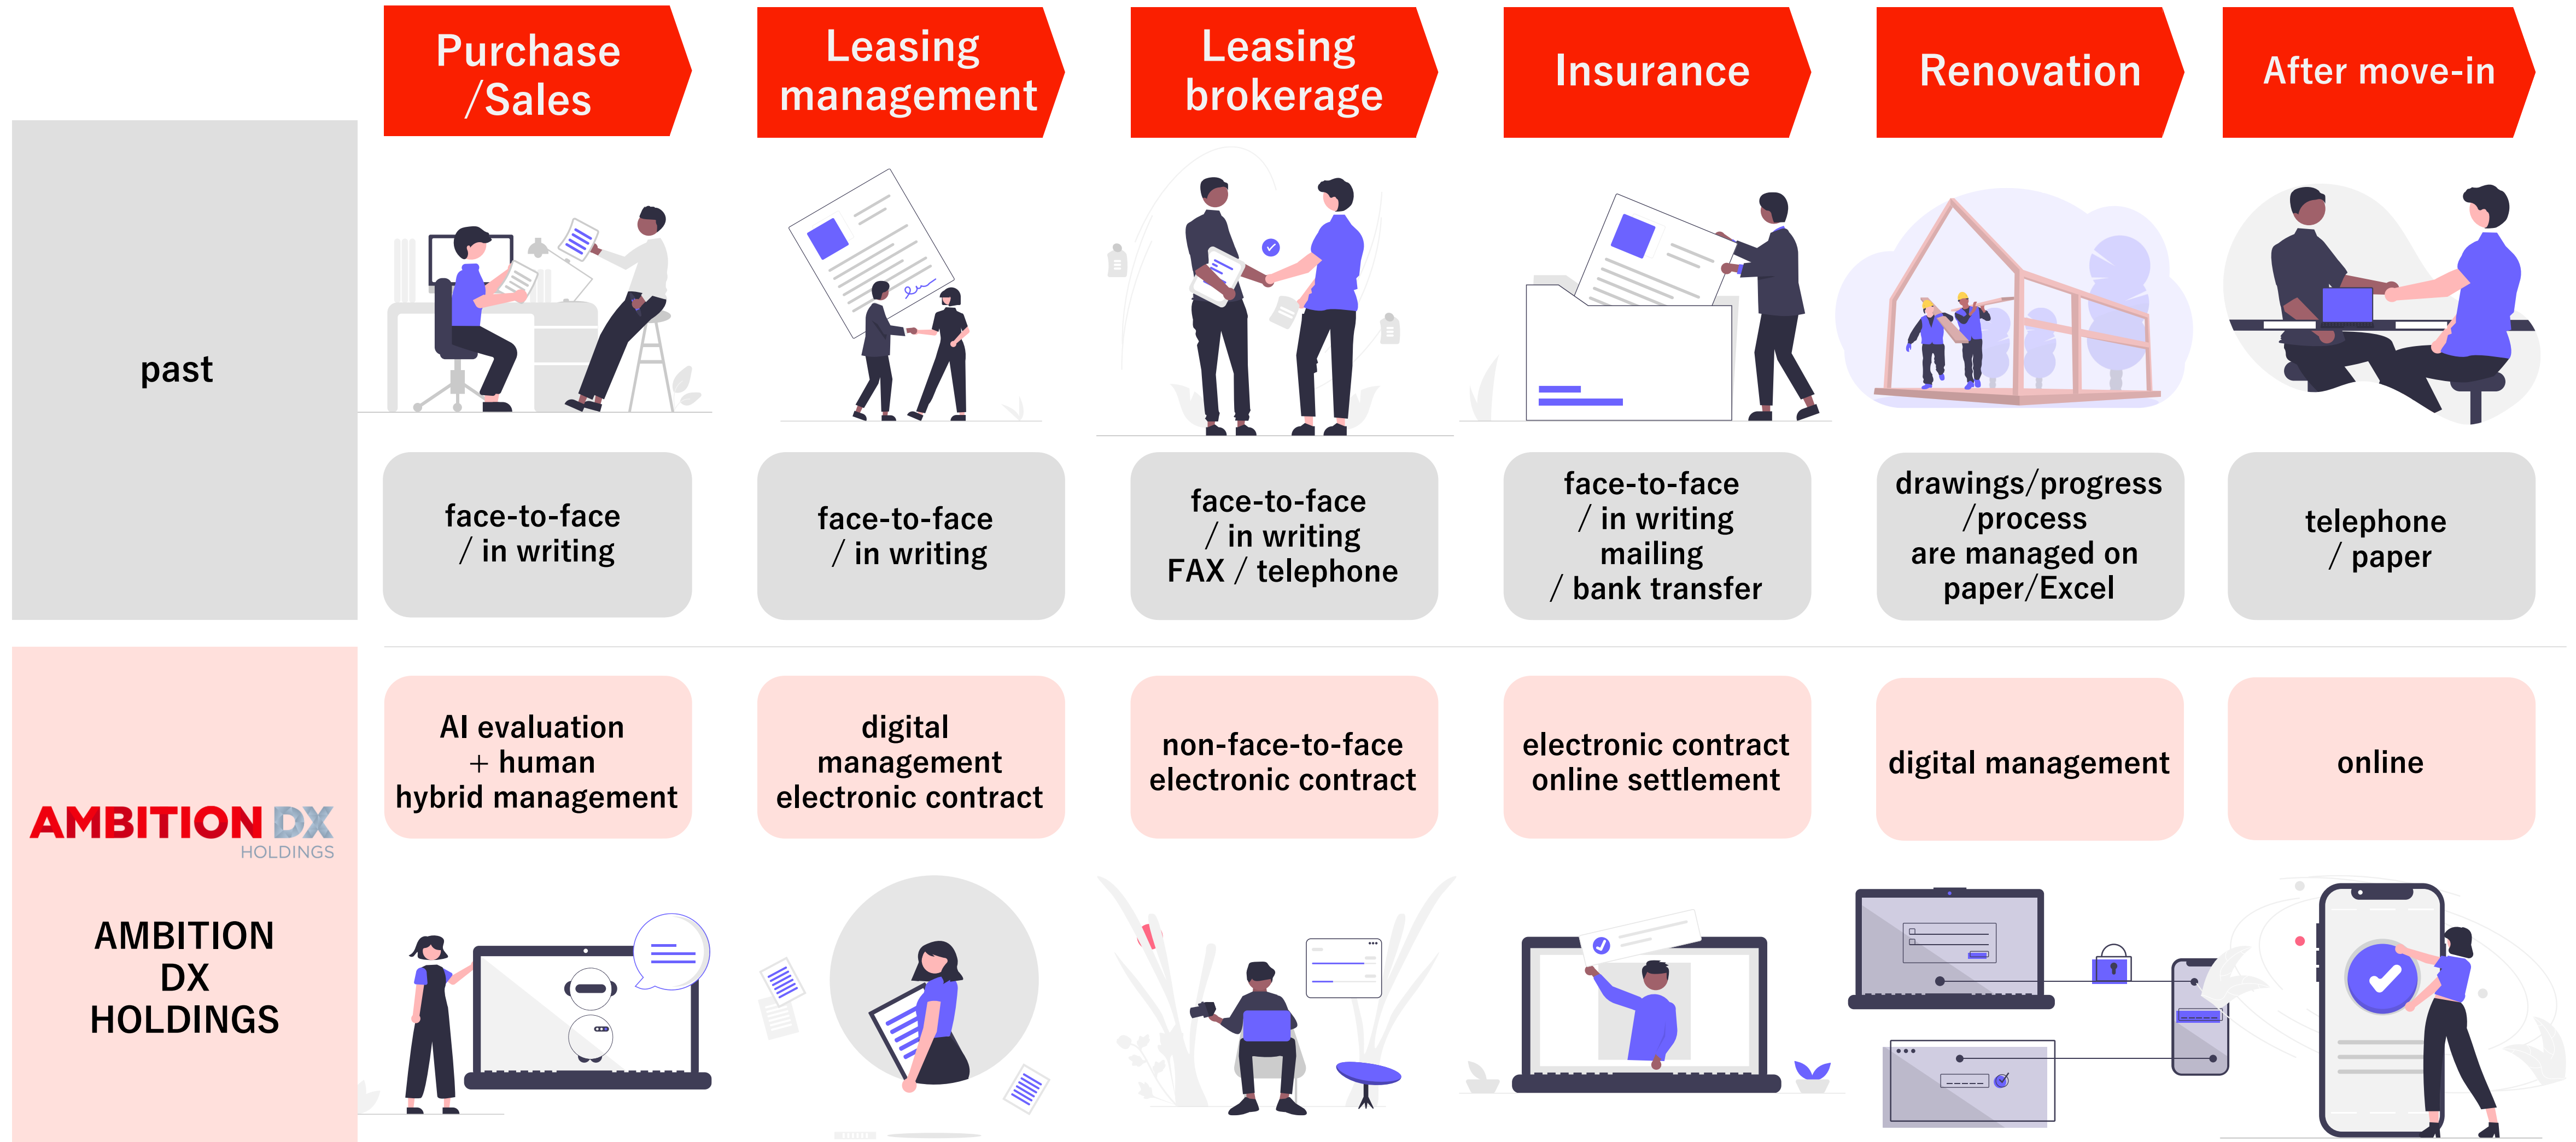 Purchase
/Sales
Leasing
management
Leasing
brokerage
Insurance
Renovation
After move-in
past
face-to-face
/ in writing
face-to-face
/ in writing
face-to-face
/ in writing
FAX / telephone
face-to-face
/ in writing
mailing
/ bank transfer
drawings/progress
/process
are managed on
paper/Excel
telephone
/ paper
AMBITION DX
HOLDINGS
AMBITION
DX
HOLDINGS
AI evaluation
+ human
hybrid management
digital
management
electronic contract
non-face-to-face
electronic contract
electronic contract
online settlement
digital management
online